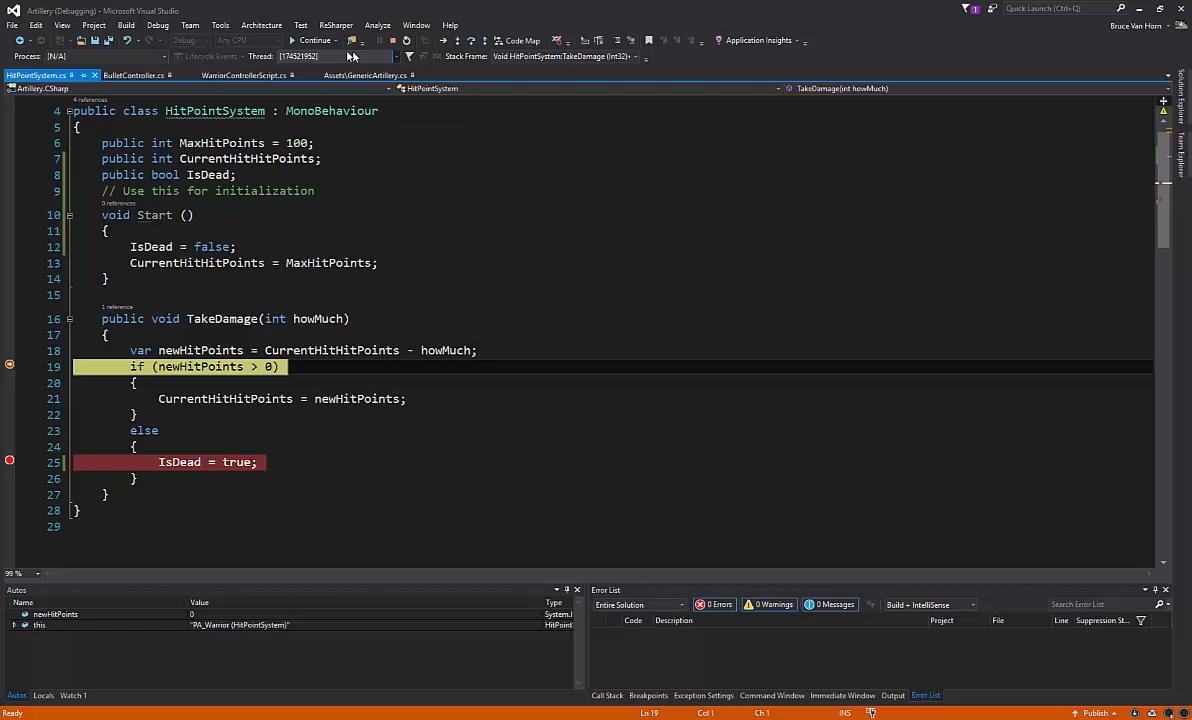 Artillery (Debugging) - Microsoft Visual Studio
1
Quick Launch (Ctrl+Q)
File Edit View Project Build Debug Team Tools Architecture Test ReSharper Analyze Window Help
Bruce Van Horn
Debug Any CPU Continue Code Map Application Insights
Process: [N/A] Lifecycle Events Thread: [174521952] Stack Frame: Void HitPointSystem:TakeDamage (Int32)+
HitPointSystem.cs BulletController.cs WarriorControllerScript.cs Assets\GenericArtillery.cs
Artillery.CSharp HitPointSystem TakeDamage(int howMuch)
Solution Explorer
Team Explorer
4 references
4 public class HitPointSystem : MonoBehaviour
5 {
6 public int MaxHitPoints = 100;
7 public int CurrentHitHitPoints;
8 public bool IsDead;
9 // Use this for initialization
0 references
10 void Start ()
11 {
12 IsDead = false;
13 CurrentHitHitPoints = MaxHitPoints;
14 }
15
1 reference
16 public void TakeDamage(int howMuch)
17 {
18 var newHitPoints = CurrentHitHitPoints - howMuch;
19 if (newHitPoints > 0)
20 {
21 CurrentHitHitPoints = newHitPoints;
22 }
23 else
24 {
25 IsDead = true;
26 }
27 }
28 }
29
99 %
Autos
Name Value Type
newHitPoints 0 System.I
this "PA_Warrior (HitPointSystem)" HitPoint
Autos Locals Watch 1
Error List
Entire Solution 0 Errors 0 Warnings 0 Messages Build + IntelliSense Search Error List
Code Description Project File Line Suppression St...
Call Stack Breakpoints Exception Settings Command Window Immediate Window Output Error List
Ready Ln 19 Col 1 Ch 1 INS Publish